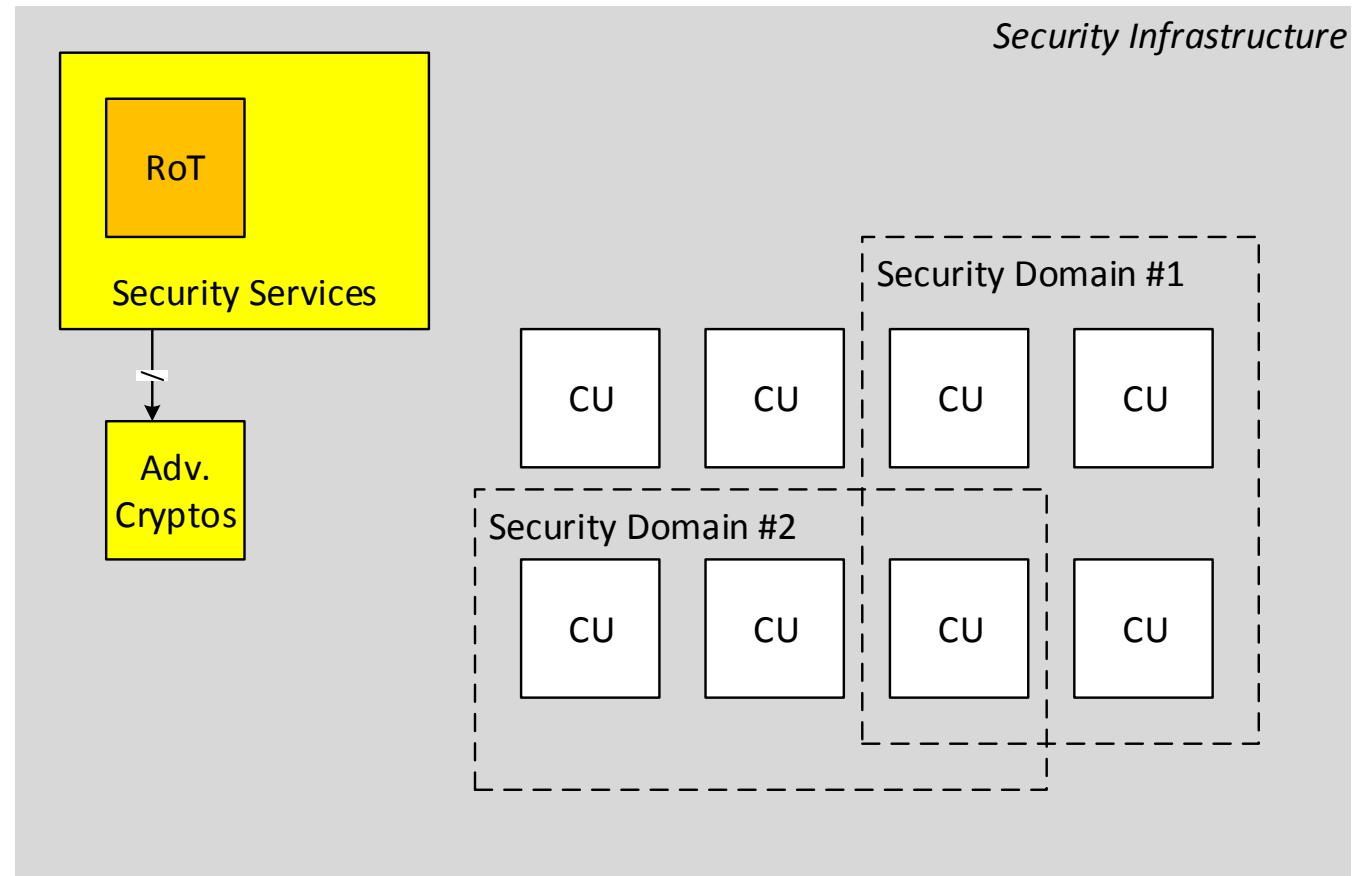 Security Infrastructure
RoT
Security Services
Adv.
Cryptos
Security Domain #1
CU
CU
CU
CU
Security Domain #2
CU
CU
CU
CU